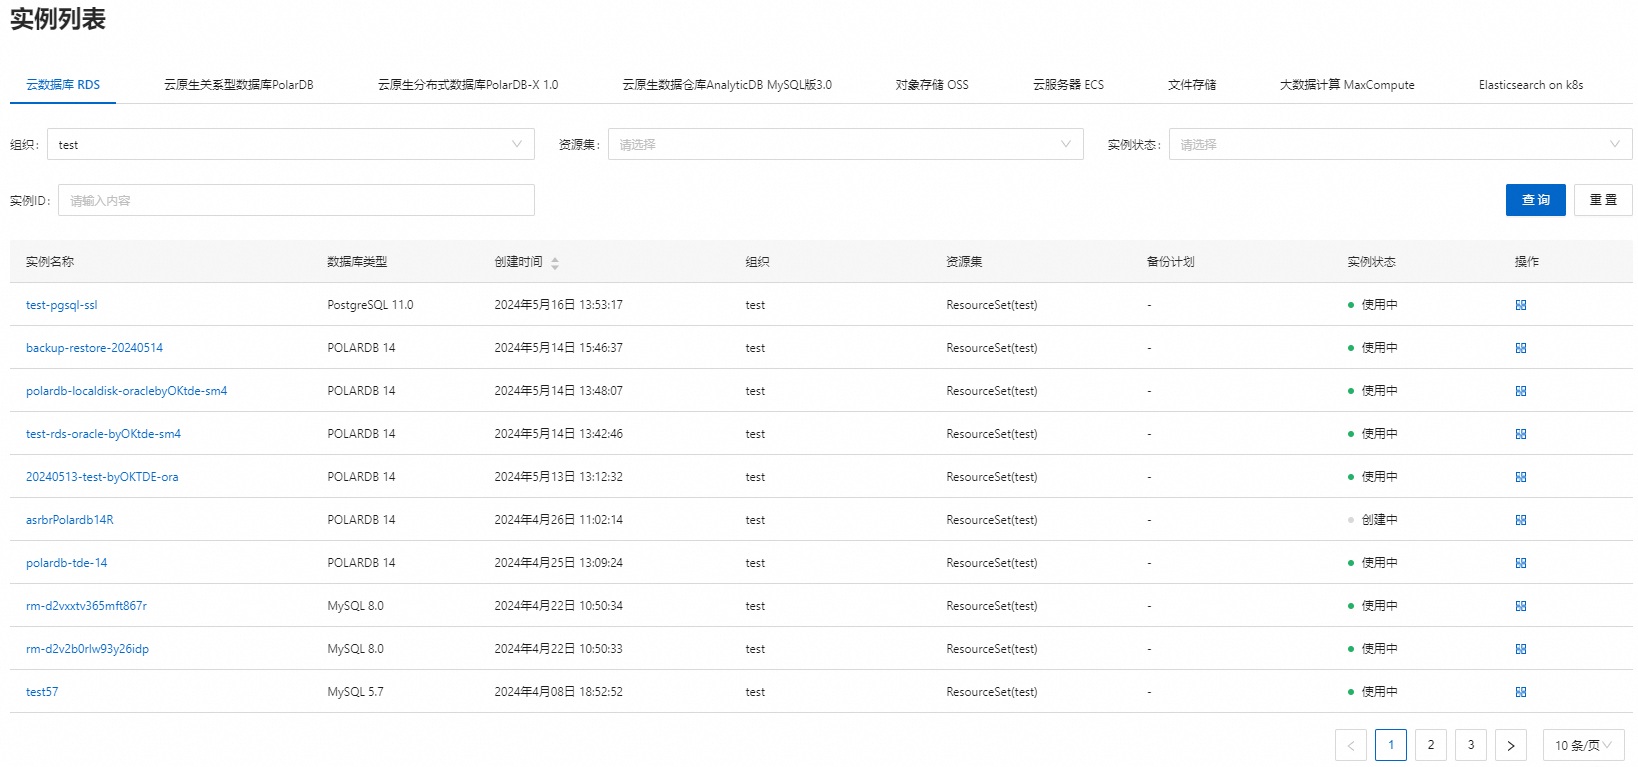 实例列表
云数据库 RDS 云原生关系型数据库PolarDB 云原生分布式数据库PolarDB-X 1.0 云原生数据仓库AnalyticDB MySQL版3.0 对象存储 OSS 云服务器 ECS 文件存储 大数据计算 MaxCompute Elasticsearch on k8s
组织: test 资源集: 请选择 实例状态: 请选择
实例ID: 请输入内容 查 询 重 置
实例名称 数据库类型 创建时间 组织 资源集 备份计划 实例状态 操作
test-pgsql-ssl PostgreSQL 11.0 2024年5月16日 13:53:17 test ResourceSet(test) - 使用中
backup-restore-20240514 POLARDB 14 2024年5月14日 15:46:37 test ResourceSet(test) - 使用中
polardb-localdisk-oraclebyOKtde-sm4 POLARDB 14 2024年5月14日 13:48:07 test ResourceSet(test) - 使用中
test-rds-oracle-byOKtde-sm4 POLARDB 14 2024年5月14日 13:42:46 test ResourceSet(test) - 使用中
20240513-test-byOKTDE-ora POLARDB 14 2024年5月13日 13:12:32 test ResourceSet(test) - 使用中
asrbrPolardb14R POLARDB 14 2024年4月26日 11:02:14 test ResourceSet(test) - 创建中
polardb-tde-14 POLARDB 14 2024年4月25日 13:09:24 test ResourceSet(test) - 使用中
rm-d2vxxtv365mft867r MySQL 8.0 2024年4月22日 10:50:34 test ResourceSet(test) - 使用中
rm-d2v2b0rlw93y26idp MySQL 8.0 2024年4月22日 10:50:33 test ResourceSet(test) - 使用中
test57 MySQL 5.7 2024年4月08日 18:52:52 test ResourceSet(test) - 使用中
< 1 2 3 > 10 条/页